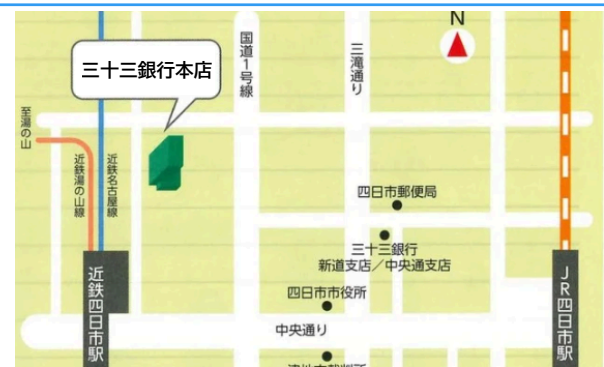 N
三十三銀行本店
国道1号線
三滝通り
至湯の山
近鉄湯の山線
近鉄名古屋線
四日市郵便局
三十三銀行
新道支店/中央通支店
四日市市役所
近鉄四日市駅
JR四日市駅
中央通り